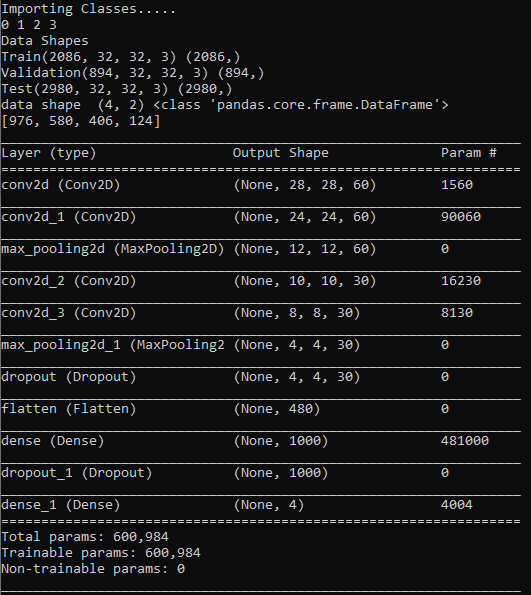 Importing Classes.....
0 1 2 3
Data Shapes
Train(2086, 32, 32, 3) (2086,)
Validation(894, 32, 32, 3) (894,)
Test(2980, 32, 32, 3) (2980,)
data shape  (4, 2) <class 'pandas.core.frame.DataFrame'>
[976, 580, 406, 124]
Layer (type) Output Shape Param #
conv2d (Conv2D) (None, 28, 28, 60) 1560
conv2d_1 (Conv2D) (None, 24, 24, 60) 90060
max_pooling2d (MaxPooling2D) (None, 12, 12, 60) 0
conv2d_2 (Conv2D) (None, 10, 10, 30) 16230
conv2d_3 (Conv2D) (None, 8, 8, 30) 8130
max_pooling2d_1 (MaxPooling2 (None, 4, 4, 30) 0
dropout (Dropout) (None, 4, 4, 30) 0
flatten (Flatten) (None, 480) 0
dense (Dense) (None, 1000) 481000
dropout_1 (Dropout) (None, 1000) 0
dense_1 (Dense) (None, 4) 4004
Total params: 600,984
Trainable params: 600,984
Non-trainable params: 0